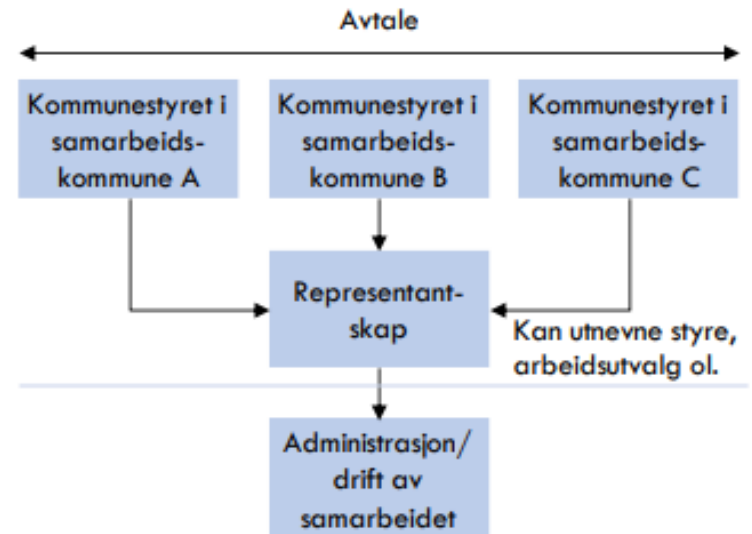 Avtale
Kommunestyret i
samarbeids-
kommune A
Kommunestyret i
samarbeids-
kommune B
Kommunestyret i
samarbeids-
kommune C
Representant-
skap
Kan utnevne styre,
arbeidsutvalg ol.
Administrasjon/
drift av
samarbeidet